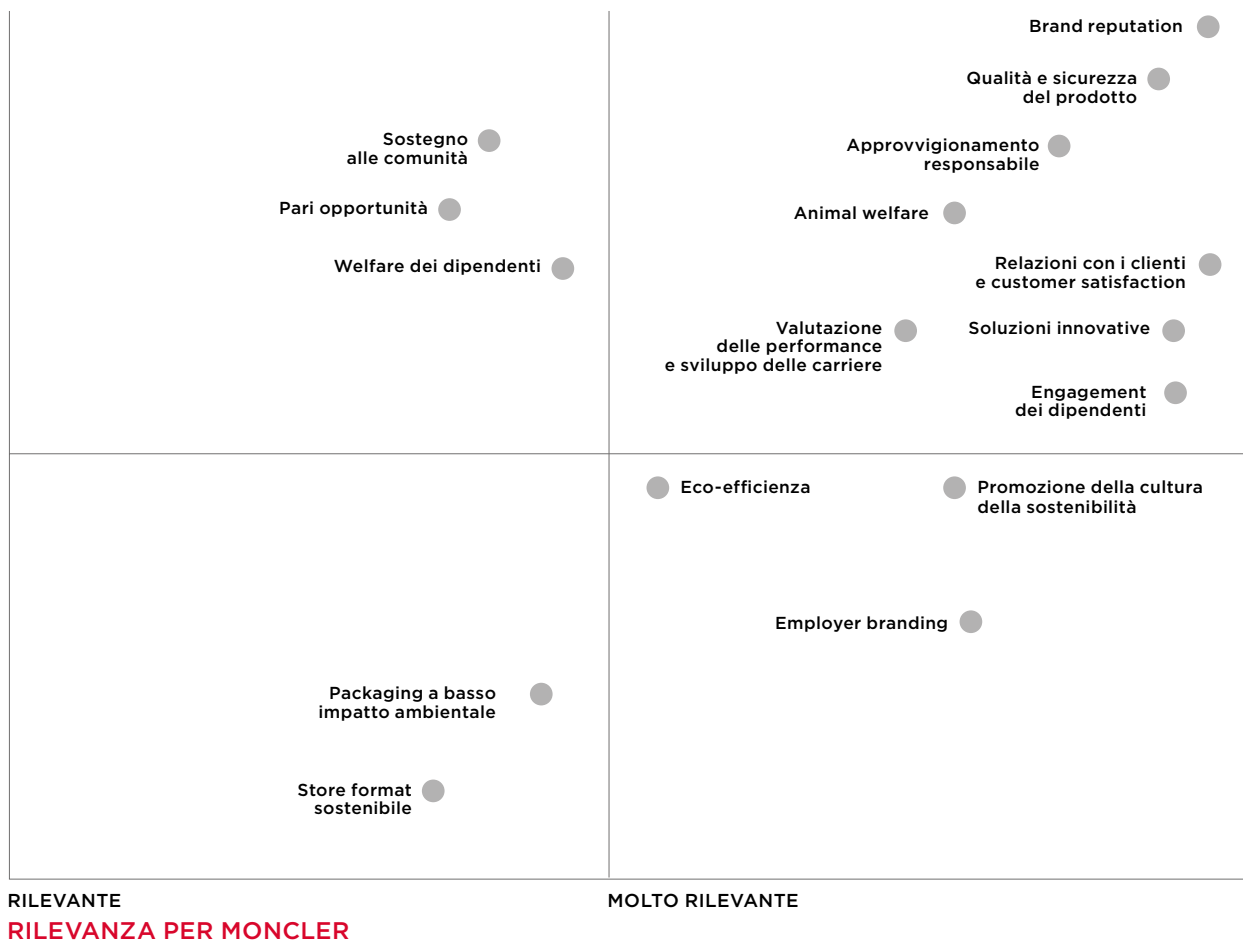 Brand reputation
Qualità e sicurezza
del prodotto
Sostegno
alle comunità
Approvvigionamento
responsabile
Pari opportunità
Animal welfare
Welfare dei dipendenti
Relazioni con i clienti
e customer satisfaction
Valutazione
delle performance
e sviluppo delle carriere
Soluzioni innovative
Engagement
dei dipendenti
Eco-efficienza
Promozione della cultura
della sostenibilità
Employer branding
Packaging a basso
impatto ambientale
Store format
sostenibile
RILEVANTE
MOLTO RILEVANTE
RILEVANZA PER MONCLER